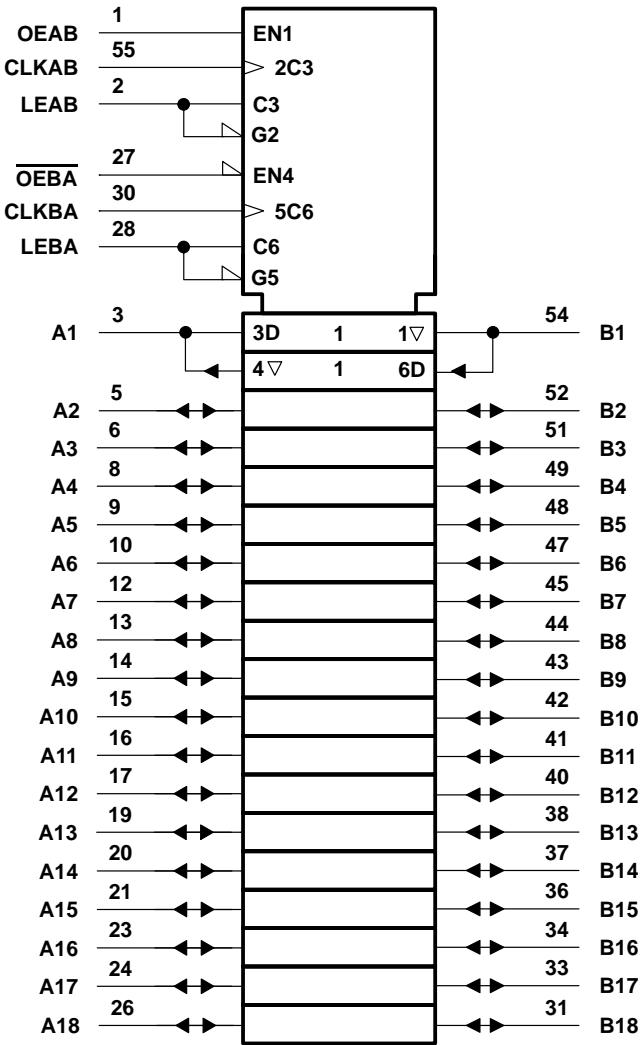 1
OEAB EN1
55
CLKAB 2C3
2
LEAB C3
G2
27
OEBA EN4
30
CLKBA 5C6
28
LEBA C6
G5
3 54
A1 3D 1 1▽ B1
4▽ 1 6D
5 52
A2 B2
6 51
A3 B3
8 49
A4 B4
9 48
A5 B5
10 47
A6 B6
12 45
A7 B7
13 44
A8 B8
14 43
A9 B9
15 42
A10 B10
16 41
A11 B11
17 40
A12 B12
19 38
A13 B13
20 37
A14 B14
21 36
A15 B15
23 34
A16 B16
24 33
A17 B17
26 31
A18 B18